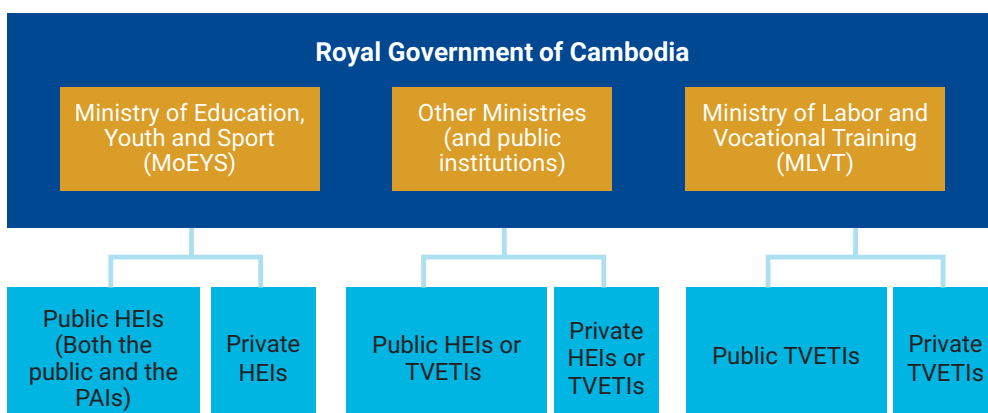 Royal Government of Cambodia
Ministry of Education,
Youth and Sport
(MoEYS)
Other Ministries
(and public
institutions)
Ministry of Labor and
Vocational Training
(MLVT)
Public HEIs
(Both the
public and the
PAIs)
Private
HEIs
Public HEIs or
TVETIs
Private
HEIs or
TVETIs
Public TVETIs
Private
TVETIs